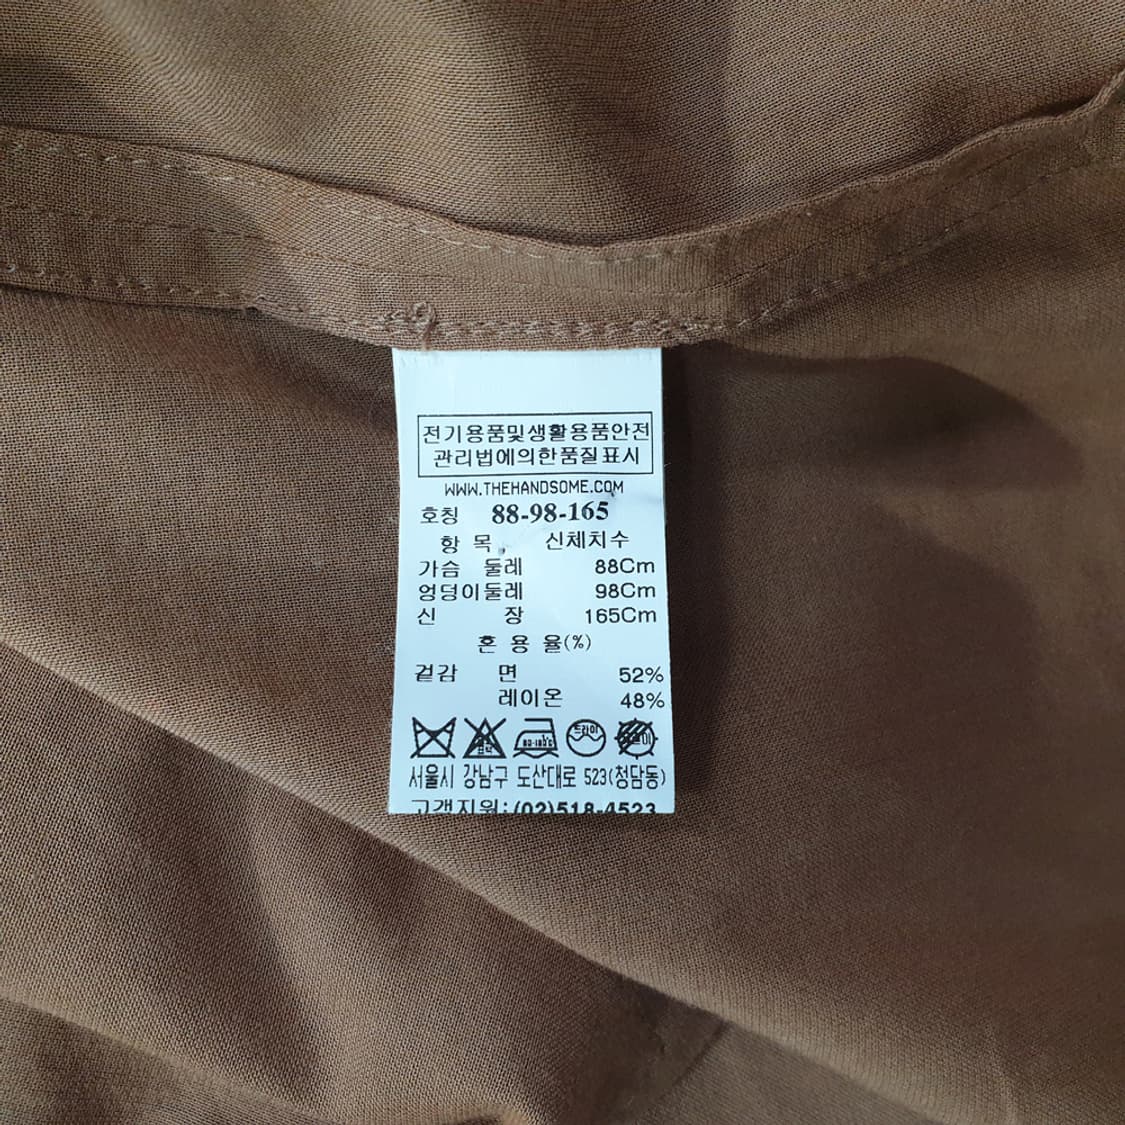 전기용품및생활용품안전
관리법에의한품질표시
WWW.THEHANDSOME.COM
호칭 88-98-165
항 목 신체치수
가슴 둘레 88Cm
엉덩이둘레 98Cm
신 장 165Cm
혼 용 율(%)
겉감 면 52%
레이온 48%
드라이
서울시 강남구 도산대로 523(청담동)
고객지원:(02)518-4523